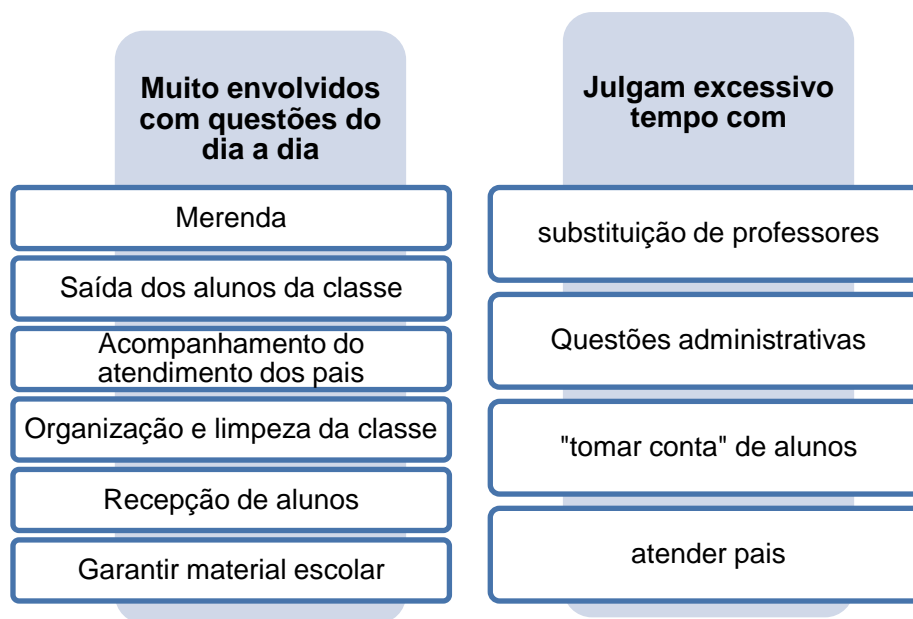 Muito envolvidos
com questões do
dia a dia
Merenda
Saída dos alunos da classe
Acompanhamento do
atendimento dos pais
Organização e limpeza da classe
Recepção de alunos
Garantir material escolar
Julgam excessivo
tempo com
substituição de professores
Questões administrativas
"tomar conta" de alunos
atender pais